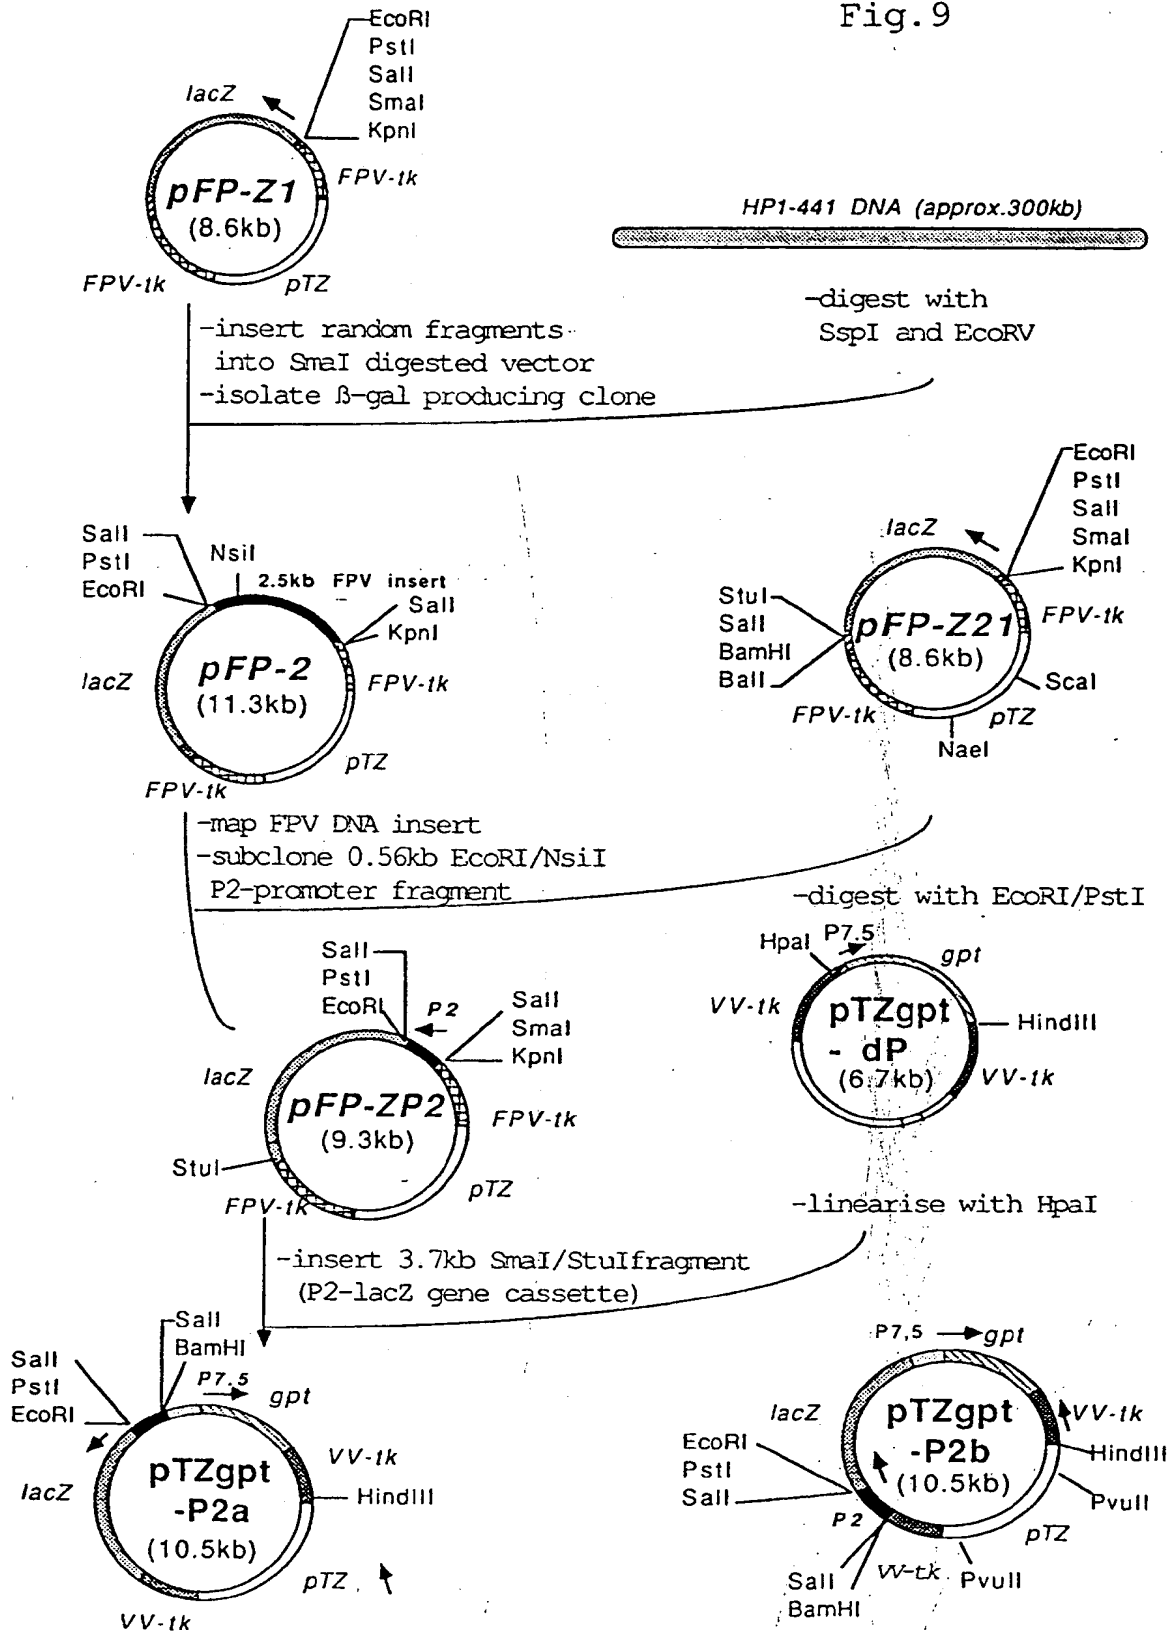 Fig.9
EcoRI
PstI
SalI
SmaI
KpnI
lacZ
FPV-tk
pFP-Z1
(8.6kb)
FPV-tk
pTZ
HP1-441 DNA (approx.300kb)
-digest with
SspI and EcoRV
-insert random fragments
into SmaI digested vector
-isolate ß-gal producing clone
SalI
PstI
EcoRI
NsiI
2.5kb FPV insert
SalI
KpnI
pFP-2
(11.3kb)
lacZ
FPV-tk
pTZ
FPV-tk
EcoRI
PstI
SalI
SmaI
KpnI
lacZ
StuI
SalI
BamHI
BalI
pFP-Z21
(8.6kb)
FPV-tk
ScaI
FPV-tk
pTZ
NaeI
-map FPV DNA insert
-subclone 0.56kb EcoRI/NsiI
P2-promoter fragment
-digest with EcoRI/PstI
SalI
PstI
EcoRI
P2
SalI
SmaI
KpnI
lacZ
pFP-ZP2
(9.3kb)
FPV-tk
StuI
FPV-tk
pTZ
HpaI
P7.5
gpt
VV-tk
pTZgpt
- dP
(6.7kb)
HindIII
VV-tk
-linearise with HpaI
-insert 3.7kb SmaI/StuIfragment
(P2-lacZ gene cassette)
SalI
BamHI
SalI
PstI
EcoRI
P7.5
gpt
VV-tk
pTZgpt
-P2a
(10.5kb)
lacZ
HindIII
pTZ
VV-tk
P7,5
gpt
lacZ
pTZgpt
-P2b
(10.5kb)
VV-tk
HindIII
PvuII
EcoRI
PstI
SalI
P2
pTZ
VV-tk
PvuII
SalI
BamHI